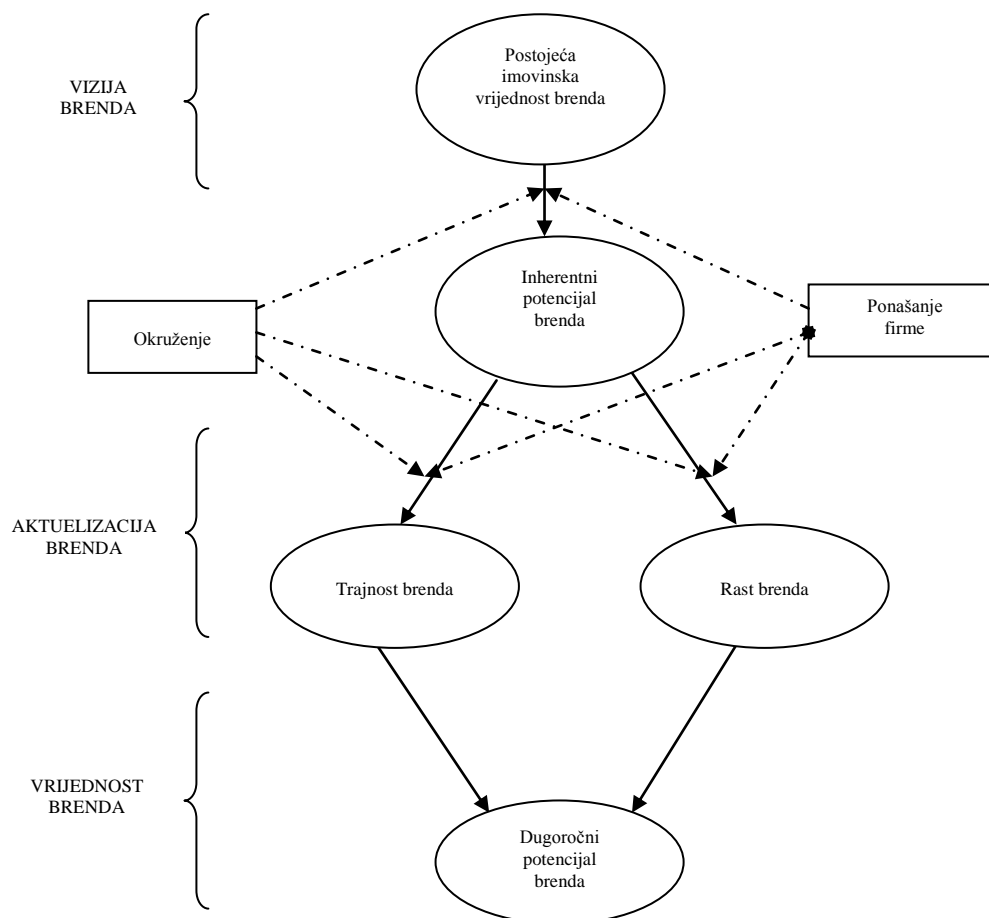 Postojeća
imovinska
vrijednost brenda
VIZIJA
BRENDA
Inherentni
potencijal
brenda
Okruženje
Ponašanje
firme
AKTUELIZACIJA
BRENDA
Trajnost brenda
Rast brenda
VRIJEDNOST
BRENDA
Dugoročni
potencijal
brenda